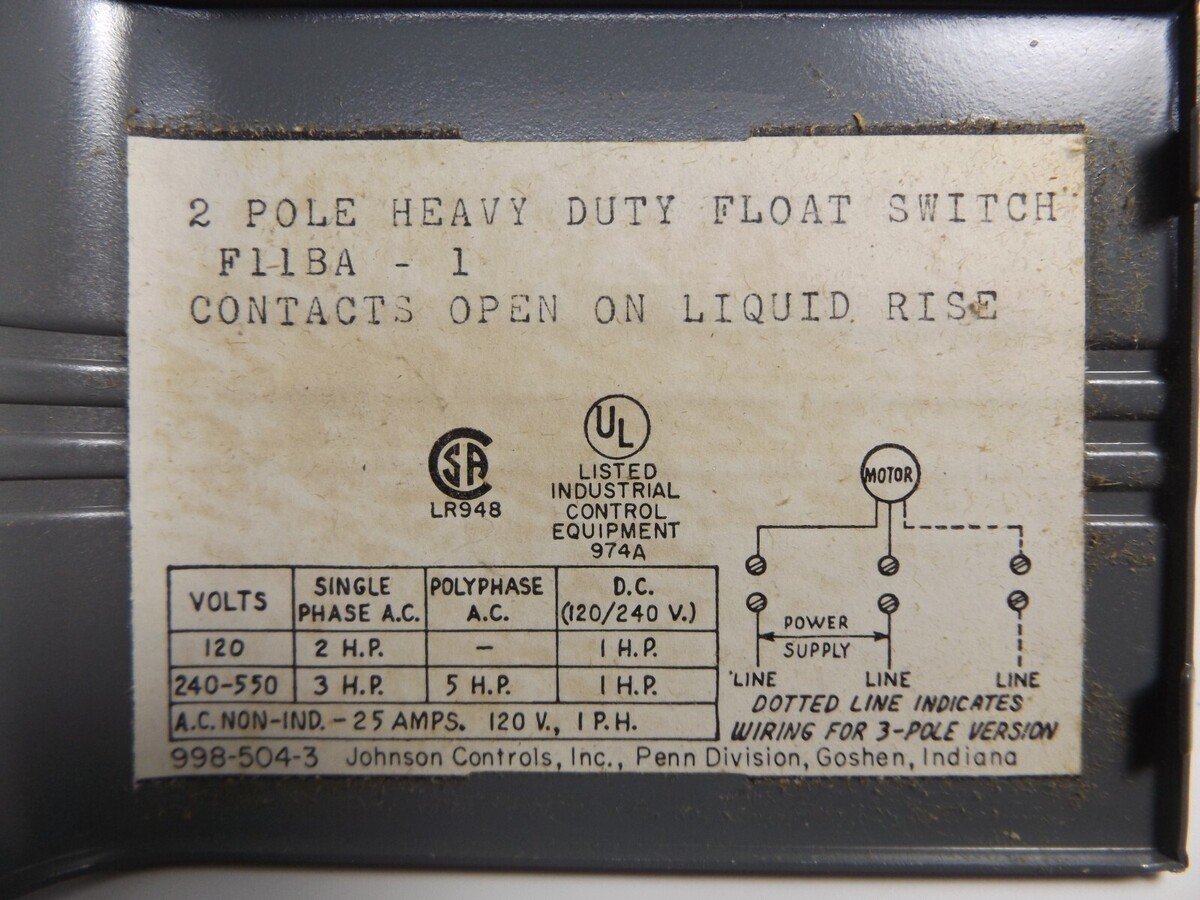 2 POLE HEAVY DUTY FLOAT SWITCH
F11BA - 1
CONTACTS OPEN ON LIQUID RISE
SA
LR948
UL
LISTED
INDUSTRIAL
CONTROL
EQUIPMENT
974A
MOTOR
POWER
SUPPLY
LINE LINE LINE
DOTTED LINE INDICATES
WIRING FOR 3-POLE VERSION
VOLTS SINGLE PHASE A.C. POLYPHASE A.C. D.C. (120/240 V.)
120 2 H.P. — 1 H.P.
240-550 3 H.P. 5 H.P. 1 H.P.
A.C. NON-IND. - 25 AMPS. 120 V., 1 P.H.
998-504-3 Johnson Controls, Inc., Penn Division, Goshen, Indiana